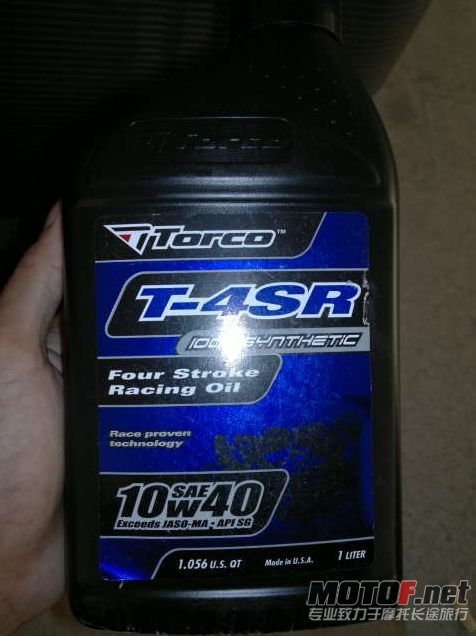 Torco
Torco™
T-4SR
100% SYNTHETIC
Four Stroke
Racing Oil
Race proven
technology
SAE
10W40
Exceeds JASO-MA - API SG
1.056 U.S. QT
Made in U.S.A.
1 LITER
MOTOF.net
专业致力于摩托长途旅行